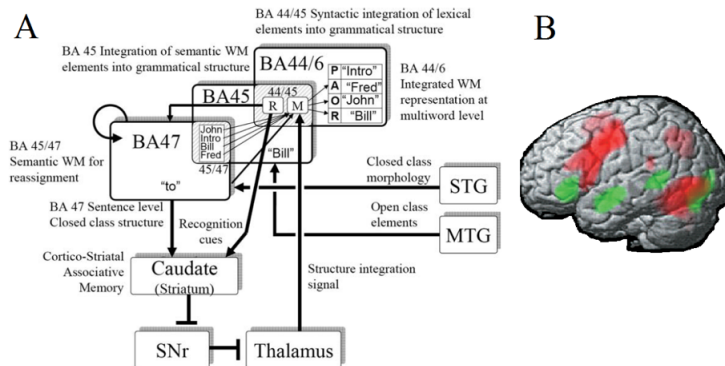 A
B
BA 44/45 Syntactic integration of lexical
elements into grammatical structure
BA 45 Integration of semantic WM
elements into grammatical structure
BA44/6
P "Intro"
A "Fred"
O "John"
R "Bill"
BA 44/6
Integrated WM
representation at
multiword level
BA45
44/45
R
M
John
Intro
Bill
Fred
45/47
"Bill"
BA 45/47
Semantic WM for
reassignment
BA47
"to"
BA 47 Sentence level
Closed class structure
Closed class
morphology
STG
Open class
elements
MTG
Recognition
cues
Cortico-Striatal
Associative
Memory
Caudate
(Striatum)
Structure integration
signal
SNr
Thalamus